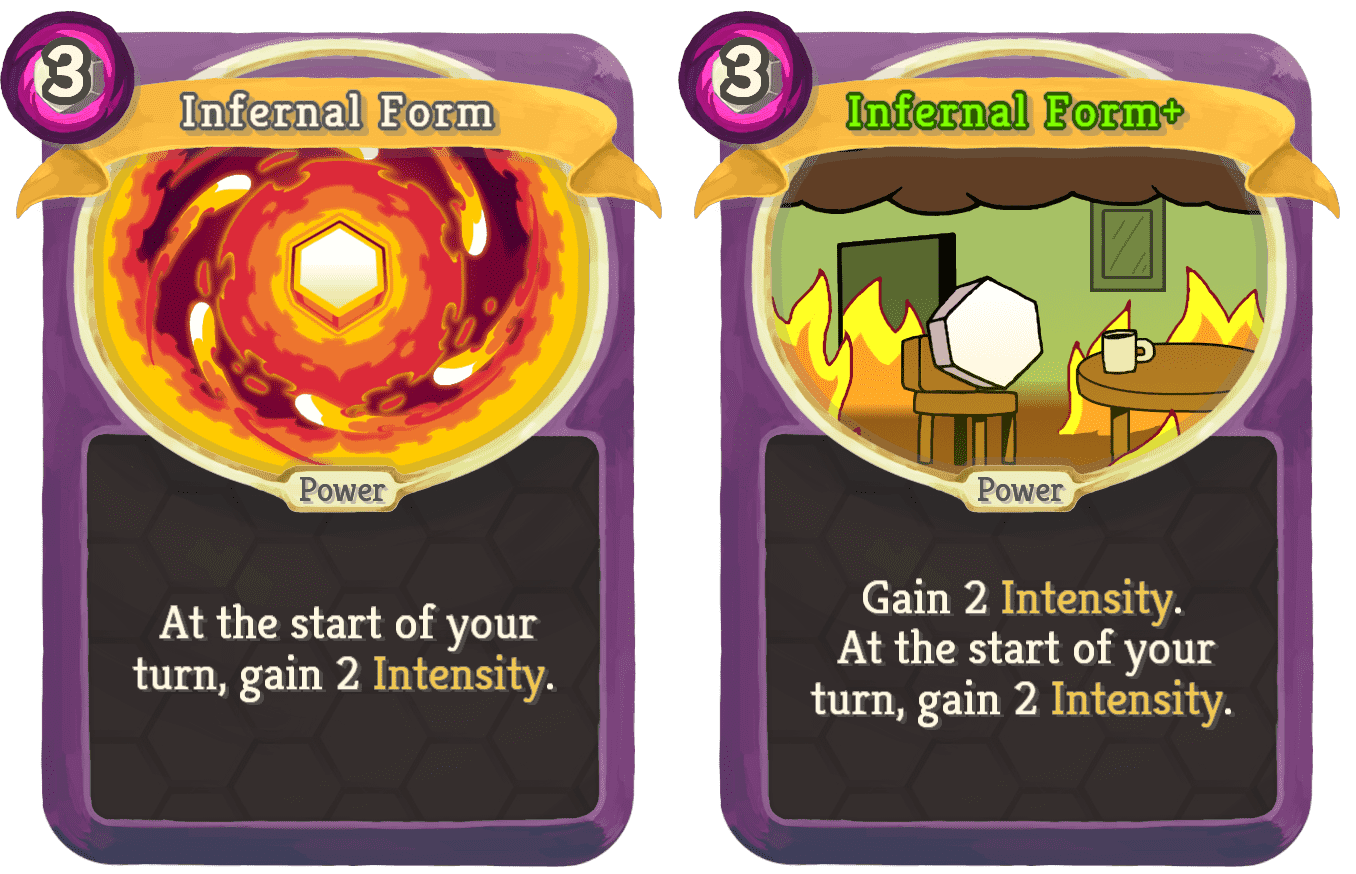 3
Infernal Form
Power
At the start of your
turn, gain 2 Intensity.
3
Infernal Form+
Power
Gain 2 Intensity.
At the start of your
turn, gain 2 Intensity.